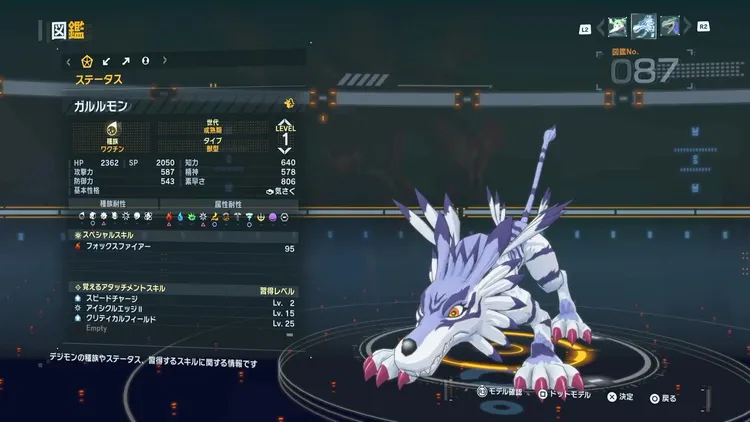 図鑑
L2
R2
図鑑No.
087
ステータス
ガルルモン
種族
ワクチン
世代
成熟期
タイプ
獣型
LEVEL
1
HP 2362 SP 2050 知力 640
攻撃力 587 精神 578
防御力 543 素早さ 806
基本性格 気さく
種族耐性 属性耐性
スペシャルスキル
フォックスファイアー 95
覚えるアタッチメントスキル 習得レベル
スピードチャージ Lv. 2
アイシクルエッジⅡ Lv. 15
クリティカルフィールド Lv. 25
Empty
デジモンの種族やステータス、習得するスキルに関する情報です
モデル確認 ドットモデル 決定 戻る